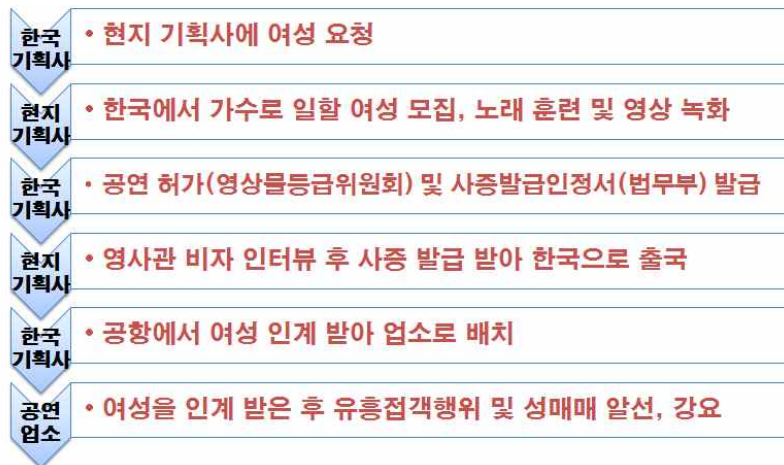 한국
기획사
• 현지 기획사에 여성 요청
현지
기획사
• 한국에서 가수로 일할 여성 모집, 노래 훈련 및 영상 녹화
한국
기획사
• 공연 허가(영상물등급위원회) 및 사증발급인정서(법무부) 발급
현지
기획사
• 영사관 비자 인터뷰 후 사증 발급 받아 한국으로 출국
한국
기획사
• 공항에서 여성 인계 받아 업소로 배치
공연
업소
• 여성을 인계 받은 후 유흥접객행위 및 성매매 알선, 강요